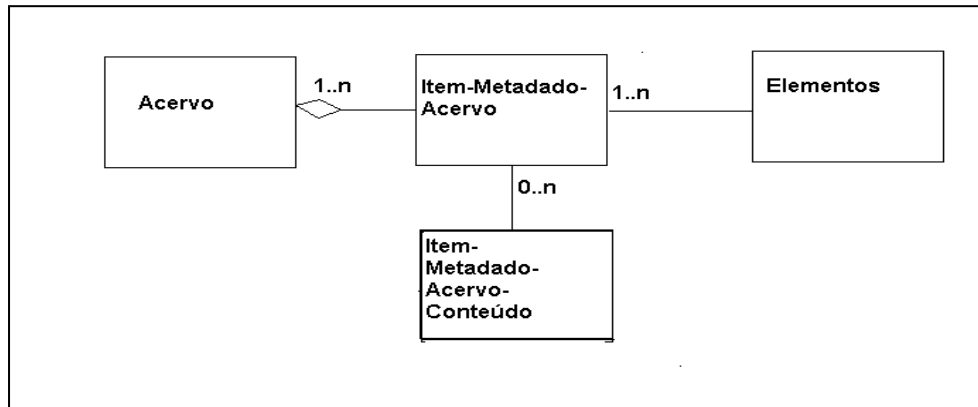 Acervo
1..n
Item-Metadado-
Acervo
1..n
Elementos
0..n
Item-
Metadado-
Acervo-
Conteúdo